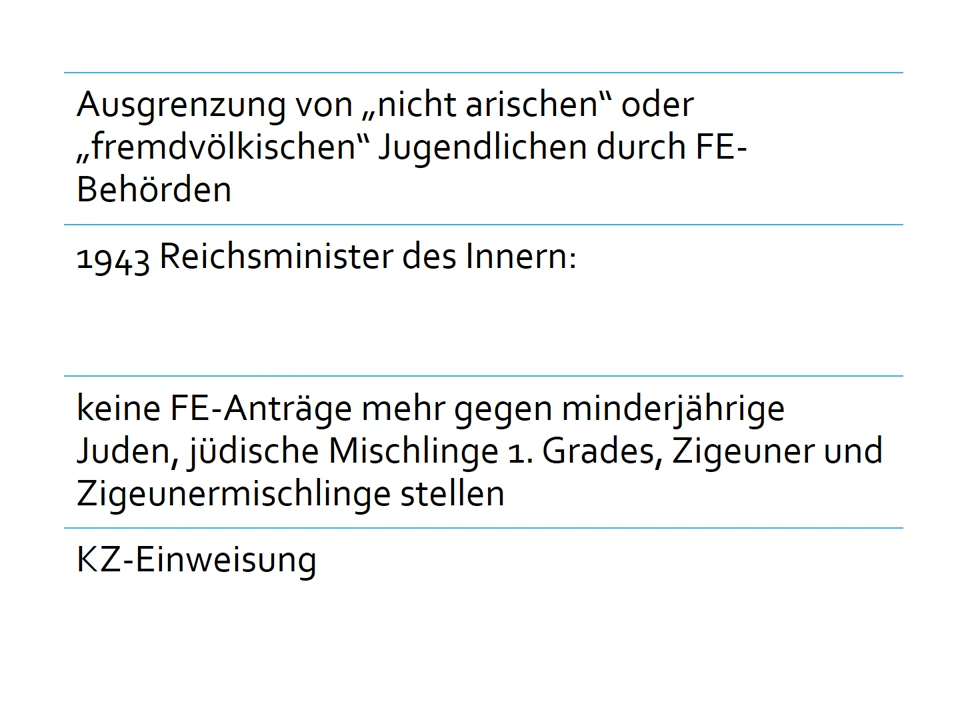 Ausgrenzung von „nicht arischen“ oder
„fremdvölkischen“ Jugendlichen durch FE-
Behörden
1943 Reichsminister des Innern:
keine FE-Anträge mehr gegen minderjährige
Juden, jüdische Mischlinge 1. Grades, Zigeuner und
Zigeunermischlinge stellen
KZ-Einweisung